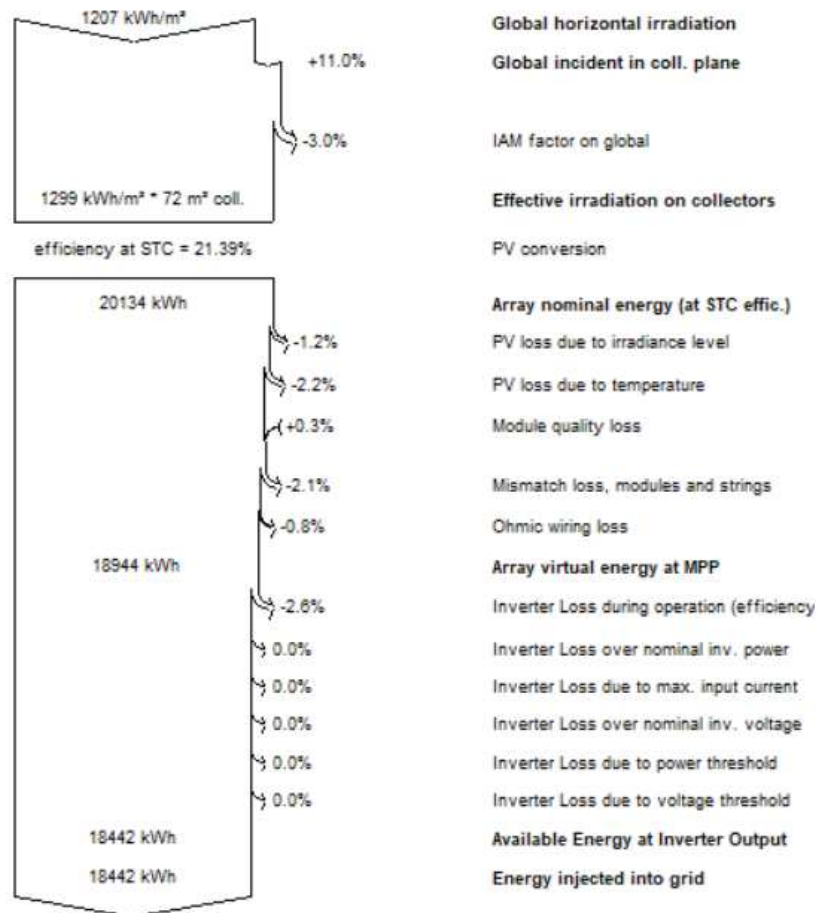 1207 kWh/m² Global horizontal irradiation
+11.0% Global incident in coll. plane
-3.0% IAM factor on global
1299 kWh/m² * 72 m² coll. Effective irradiation on collectors
efficiency at STC = 21.39% PV conversion
20134 kWh Array nominal energy (at STC effic.)
-1.2% PV loss due to irradiance level
-2.2% PV loss due to temperature
+0.3% Module quality loss
-2.1% Mismatch loss, modules and strings
-0.8% Ohmic wiring loss
18944 kWh Array virtual energy at MPP
-2.6% Inverter Loss during operation (efficiency
0.0% Inverter Loss over nominal inv. power
0.0% Inverter Loss due to max. input current
0.0% Inverter Loss over nominal inv. voltage
0.0% Inverter Loss due to power threshold
0.0% Inverter Loss due to voltage threshold
18442 kWh Available Energy at Inverter Output
18442 kWh Energy injected into grid